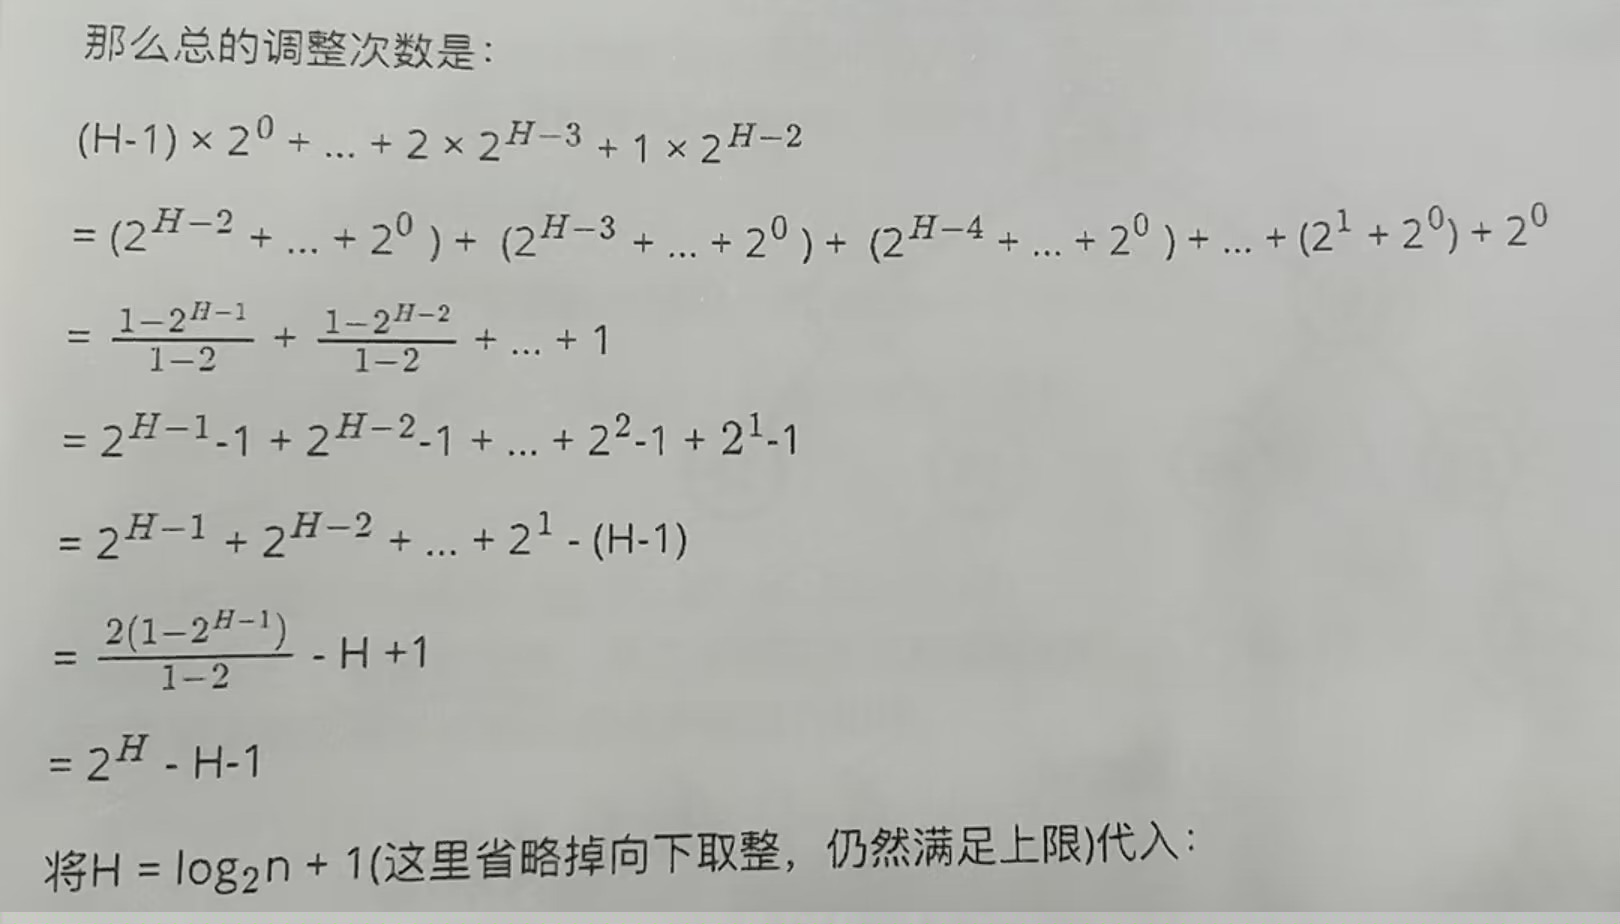 那么总的调整次数是：
(H-1) × 2^0 + ... + 2 × 2^{H-3} + 1 × 2^{H-2}
= (2^{H-2} + ... + 2^0 ) + (2^{H-3} + ... + 2^0 ) + (2^{H-4} + ... + 2^0 ) + ... + (2^1 + 2^0) + 2^0
= \frac{1-2^{H-1}}{1-2} + \frac{1-2^{H-2}}{1-2} + ... + 1
= 2^{H-1}-1 + 2^{H-2}-1 + ... + 2^2-1 + 2^1-1
= 2^{H-1} + 2^{H-2} + ... + 2^1 - (H-1)
= \frac{2(1-2^{H-1})}{1-2} - H +1
= 2^H - H-1
将H = log_2n + 1(这里省略掉向下取整，仍然满足上限)代入：